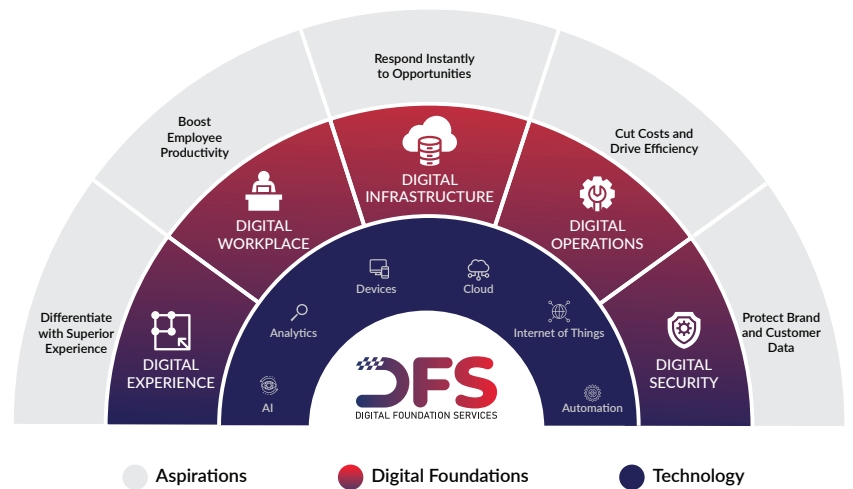 Respond Instantly
to Opportunities
Boost
Employee
Productivity
Cut Costs and
Drive Efficiency
Differentiate
with Superior
Experience
Protect Brand
and Customer
Data
DIGITAL
INFRASTRUCTURE
DIGITAL
WORKPLACE
DIGITAL
OPERATIONS
DIGITAL
EXPERIENCE
DIGITAL
SECURITY
Devices
Cloud
Analytics
Internet of Things
AI
Automation
DFS
DIGITAL FOUNDATION SERVICES
Aspirations
Digital Foundations
Technology